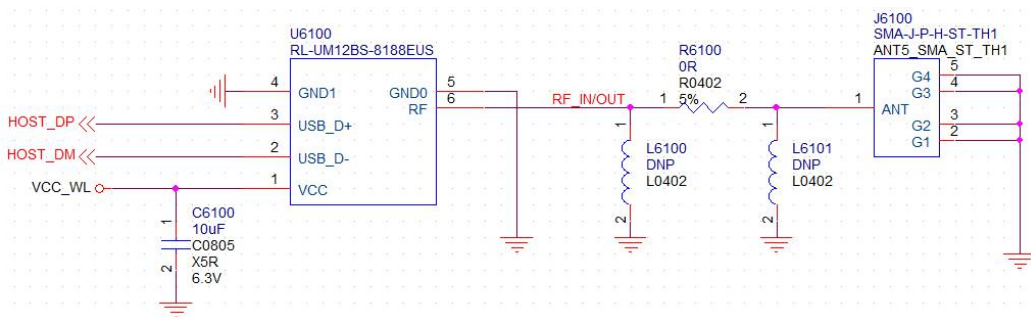 U6100
RL-UM12BS-8188EUS
4
GND1
GND0
5
RF
6
HOST_DP
3
USB_D+
HOST_DM
2
USB_D-
VCC_WL
1
VCC
1
C6100
10uF
C0805
X5R
6.3V
2
RF_IN/OUT
R6100
0R
R0402
1
5%
2
1
L6100
DNP
L0402
2
1
L6101
DNP
L0402
2
J6100
SMA-J-P-H-ST-TH1
ANT5_SMA_ST_TH1
1
ANT
G4
5
G3
4
G2
3
G1
2